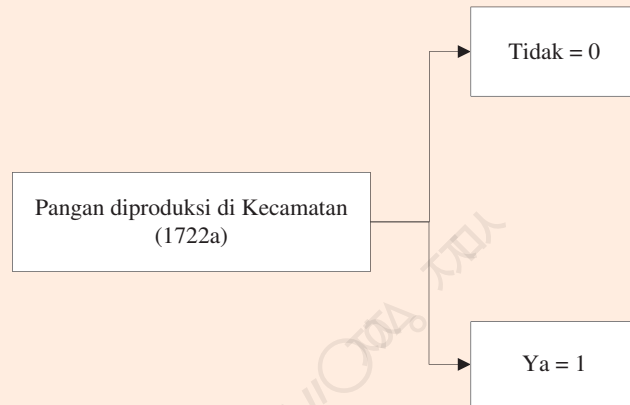 Tidak = 0
Pangan diproduksi di Kecamatan
(1722a)
Ya = 1